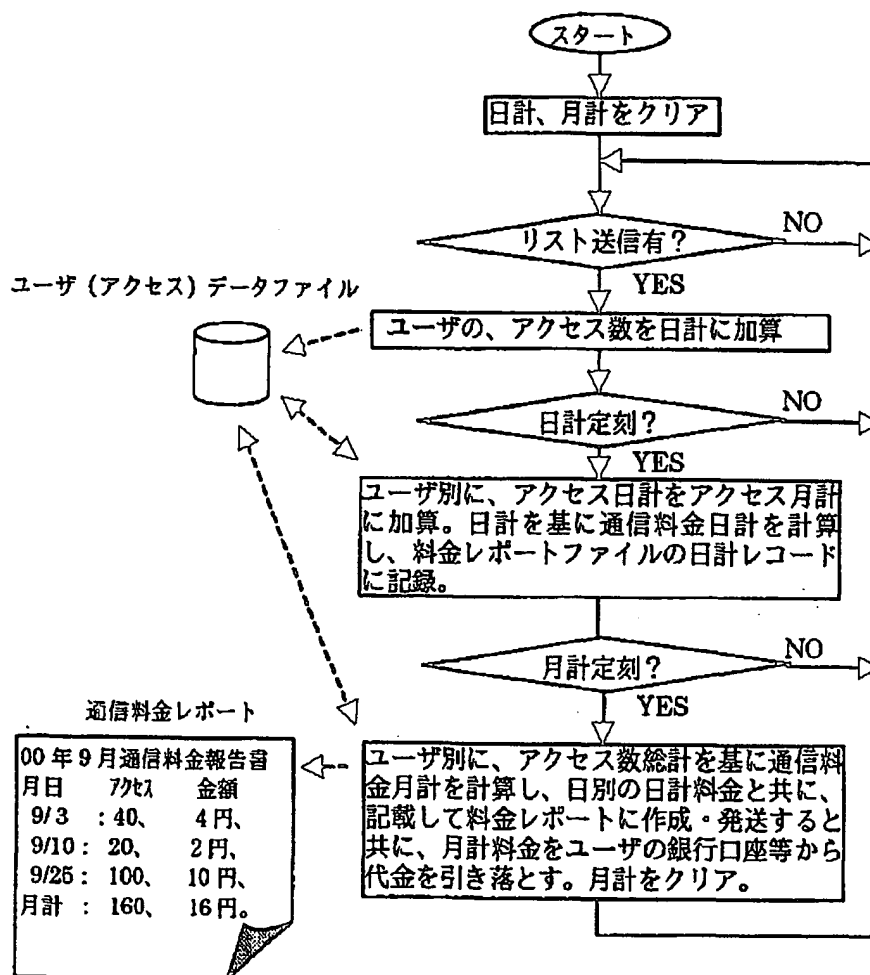 スタート
日計、月計をクリア
リスト送信有？
NO
YES
ユーザ（アクセス）データファイル
ユーザの、アクセス数を日計に加算
日計定刻？
NO
YES
ユーザ別に、アクセス日計をアクセス月計
に加算。日計を基に通信料金日計を計算
し、料金レポートファイルの日計レコード
に記録。
月計定刻？
NO
YES
ユーザ別に、アクセス数総計を基に通信料
金月計を計算し、日別の日計料金と共に、
記載して料金レポートに作成・発送すると
共に、月計料金をユーザの銀行口座等から
代金を引き落とす。月計をクリア。
通信料金レポート
00年9月通信料金報告書
月日 アクセス 金額
9/3 : 40、 4円、
9/10 : 20、 2円、
9/25 : 100、 10円、
月計 : 160、 16円。